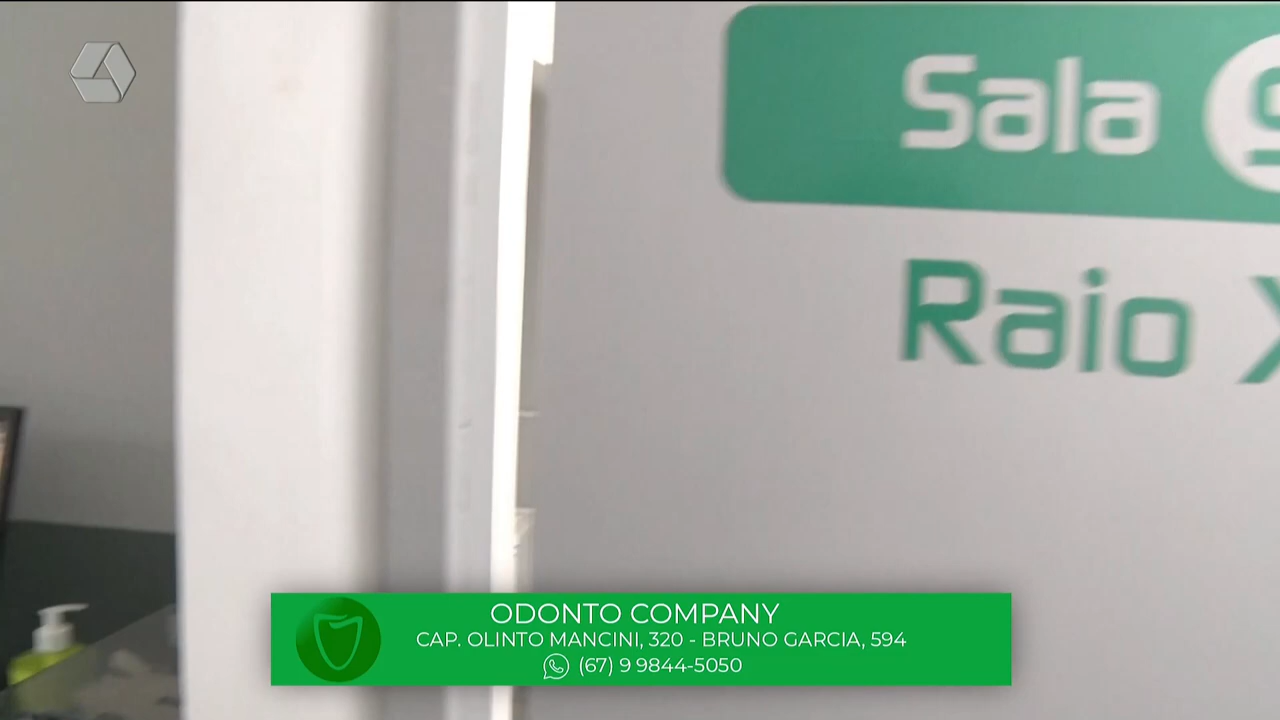 Sala
Raio
ODONTO COMPANY
CAP. OLINTO MANCINI, 320 - BRUNO GARCIA, 594
(67) 9 9844-5050